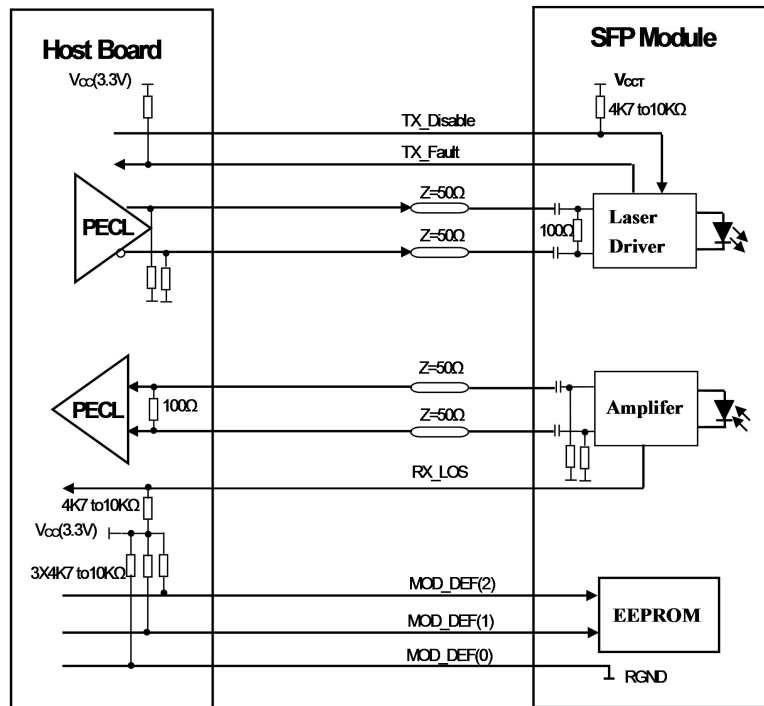 Host Board
SFP Module
VCC(3.3V)
VCCT
4K7 to10KΩ
TX_Disable
TX_Fault
PECL
Z=50Ω
Z=50Ω
100Ω
Laser
Driver
PECL
100Ω
Z=50Ω
Z=50Ω
Amplifer
RX_LOS
4K7 to10KΩ
VCC(3.3V)
3X4K7 to10KΩ
MOD_DEF(2)
MOD_DEF(1)
MOD_DEF(0)
EEPROM
RGND